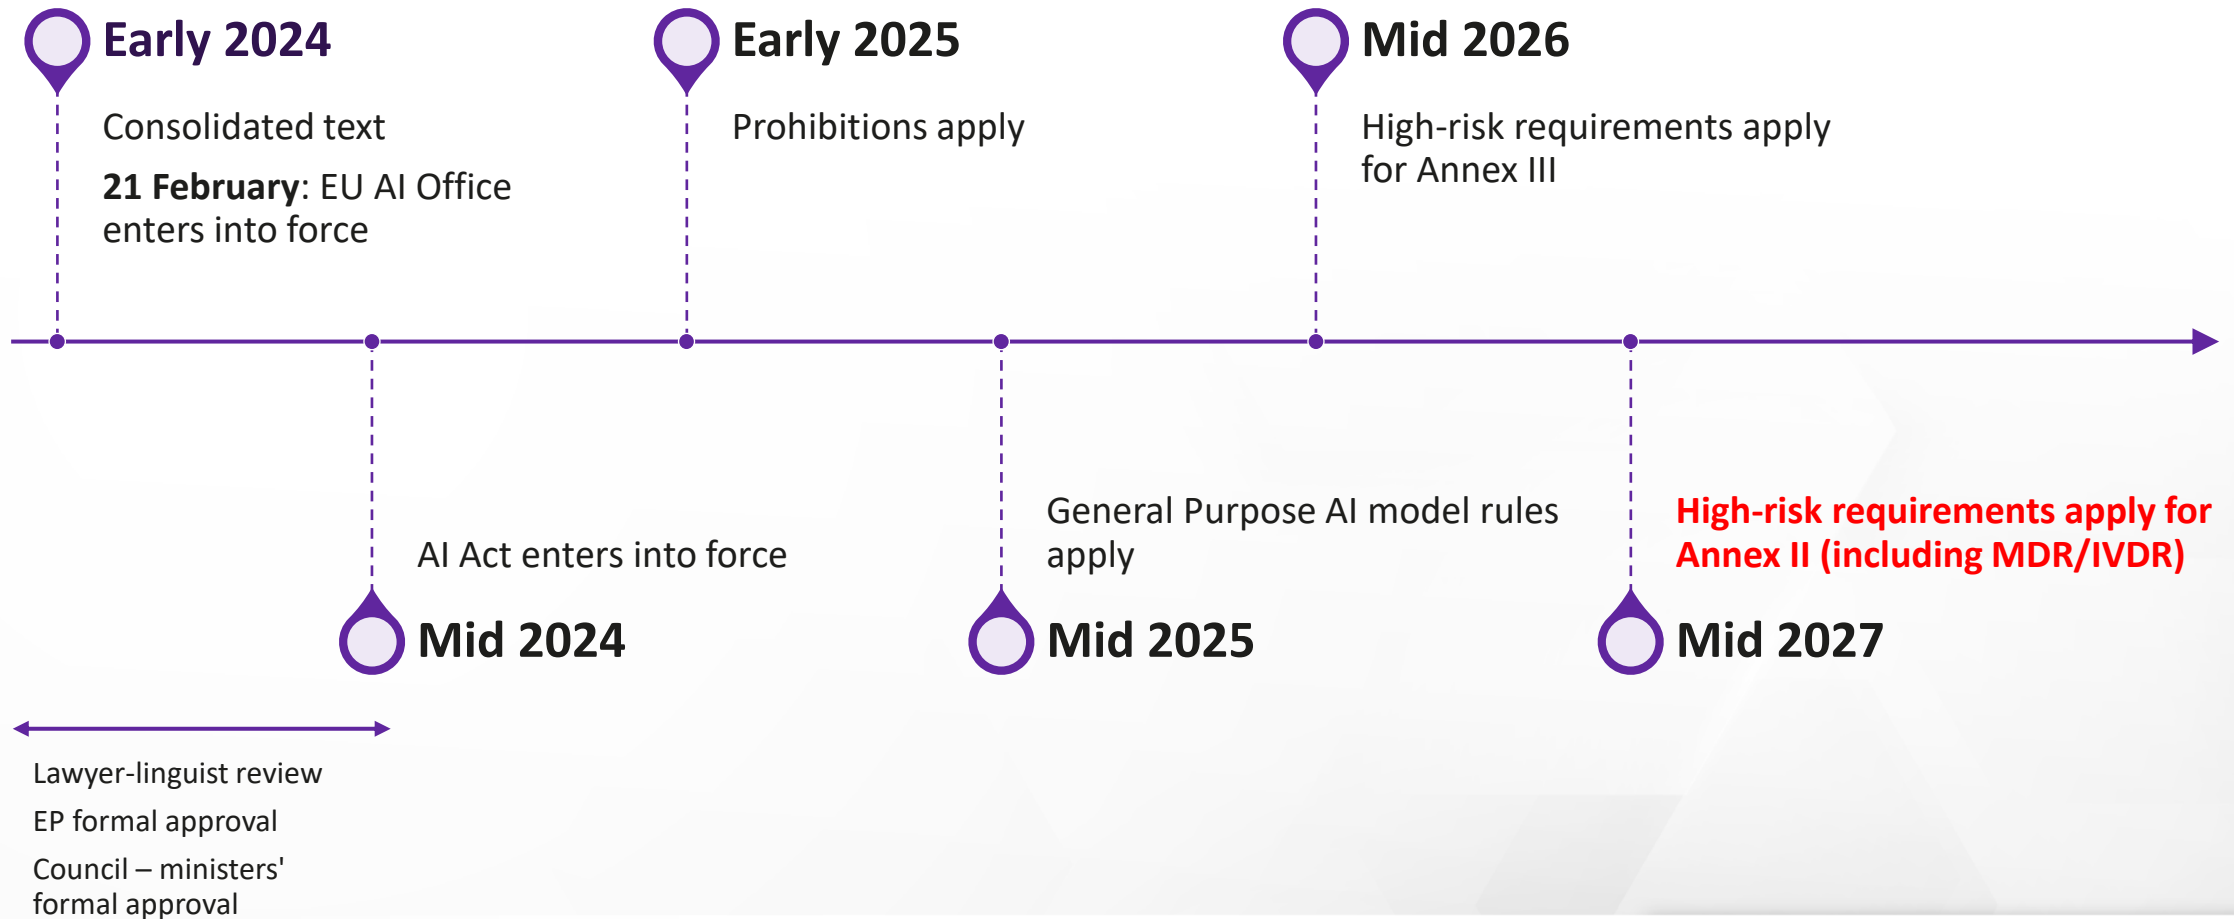 Early 2024
Consolidated text
21 February: EU AI Office
enters into force
Early 2025
Prohibitions apply
Mid 2026
High-risk requirements apply
for Annex III
AI Act enters into force
Mid 2024
General Purpose AI model rules
apply
Mid 2025
High-risk requirements apply for
Annex II (including MDR/IVDR)
Mid 2027
Lawyer-linguist review
EP formal approval
Council – ministers'
formal approval